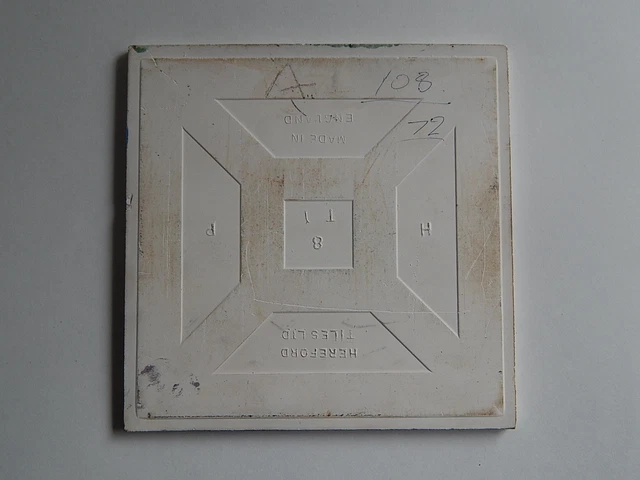 A 108
72
HEREFORD
TILES LTD
H
8
T 1
P
MADE IN
ENGLAND